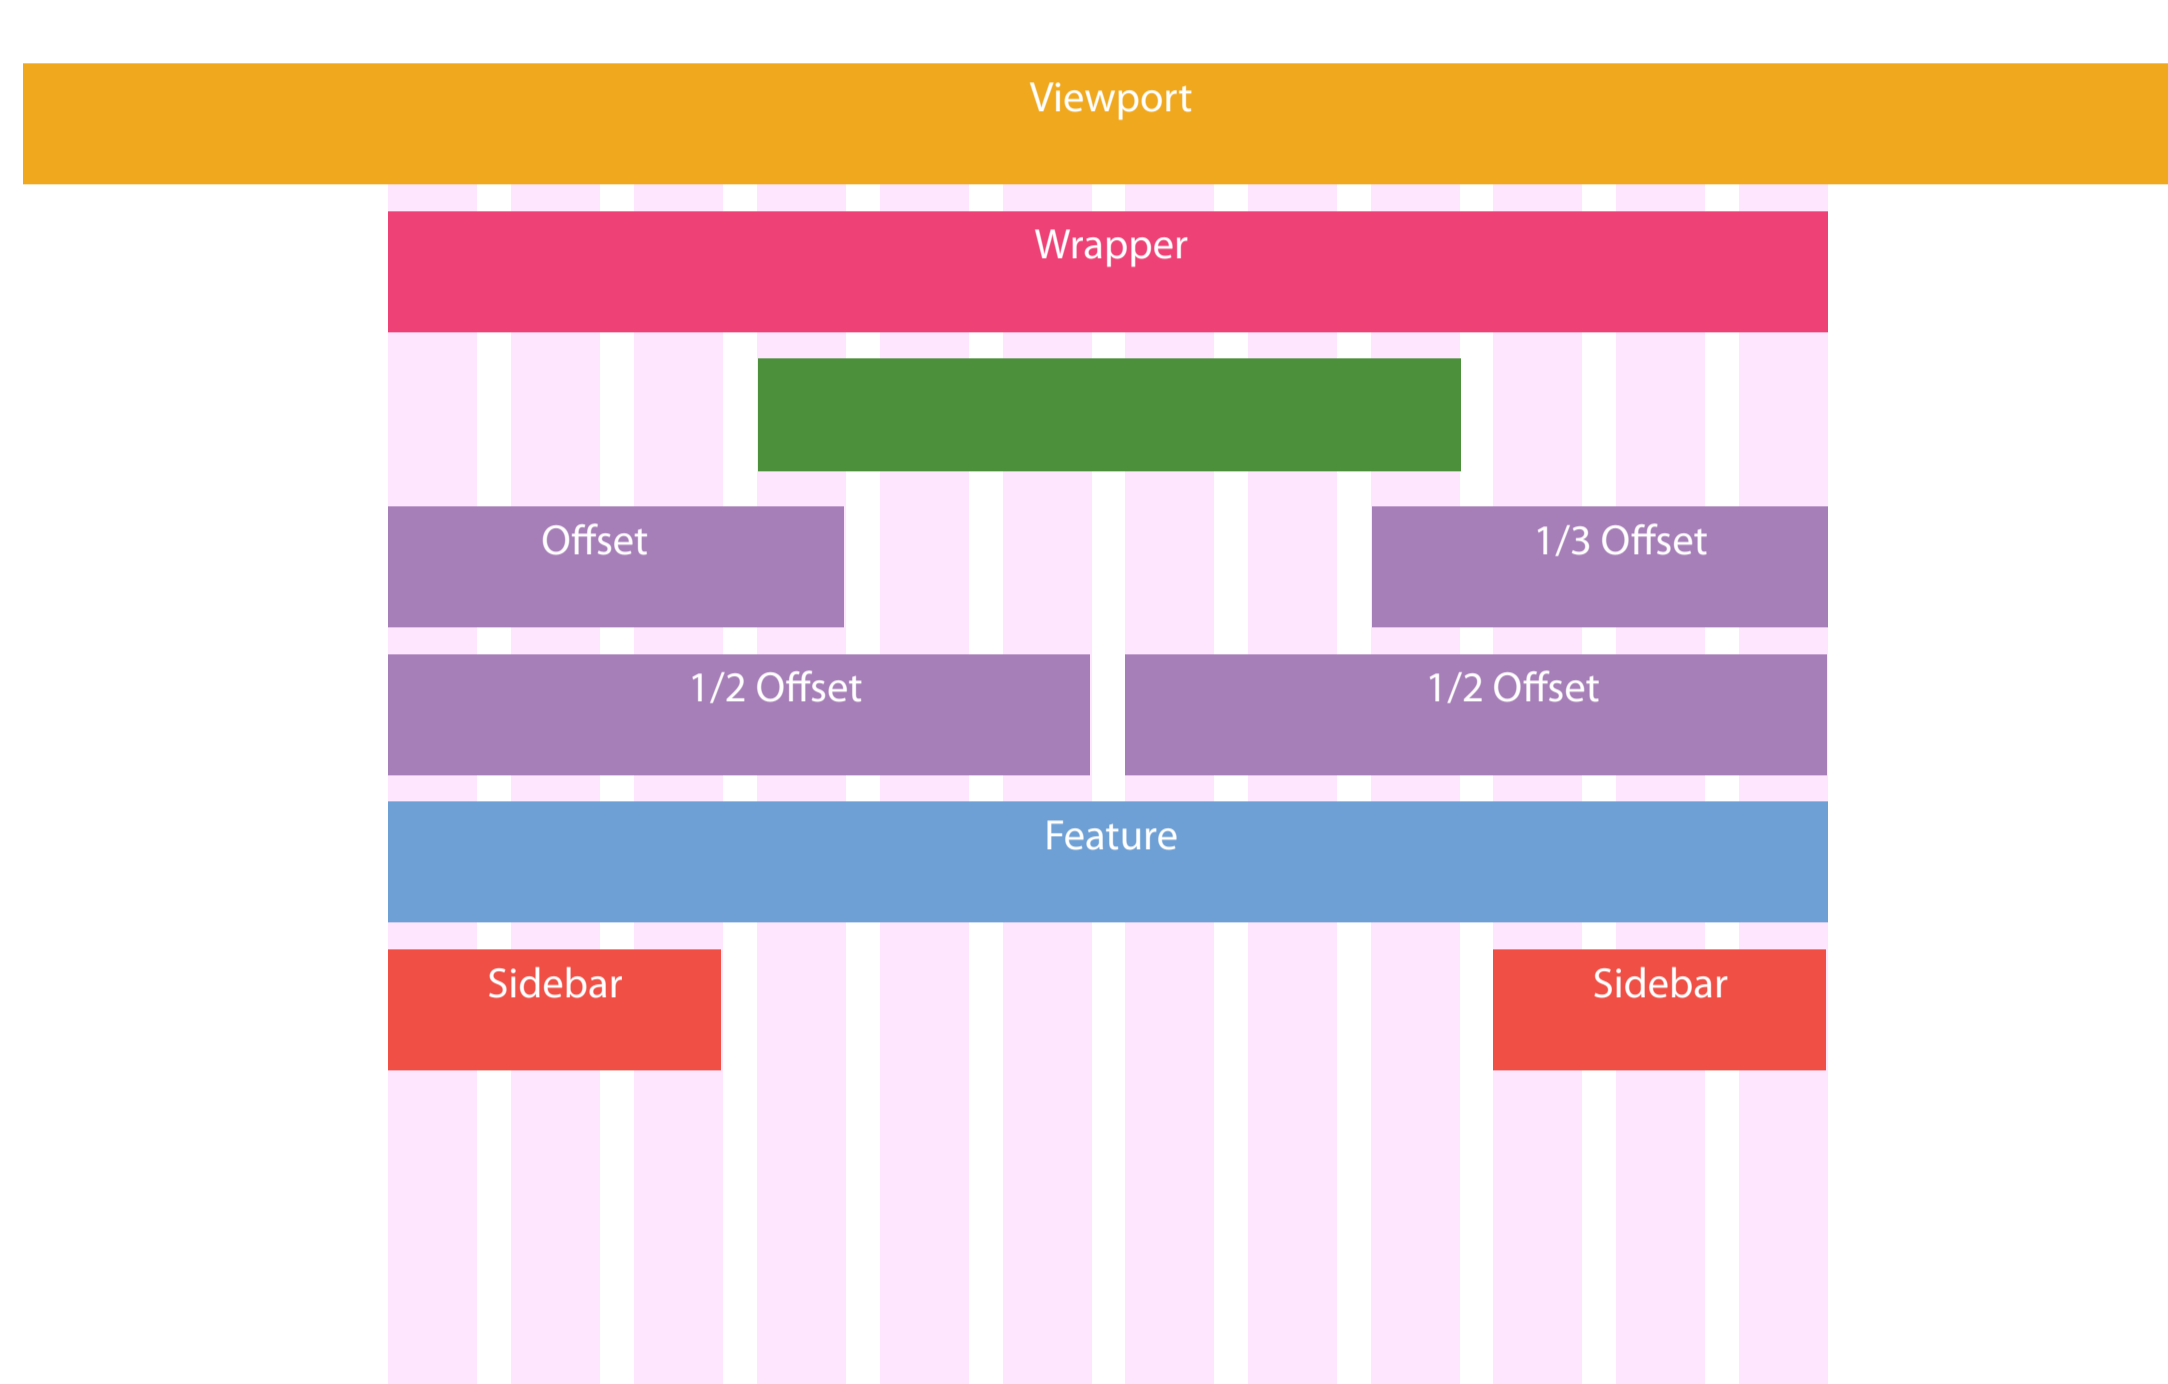 Viewport
Wrapper
Offset
1/3 Offset
1/2 Offset
1/2 Offset
Feature
Sidebar
Sidebar